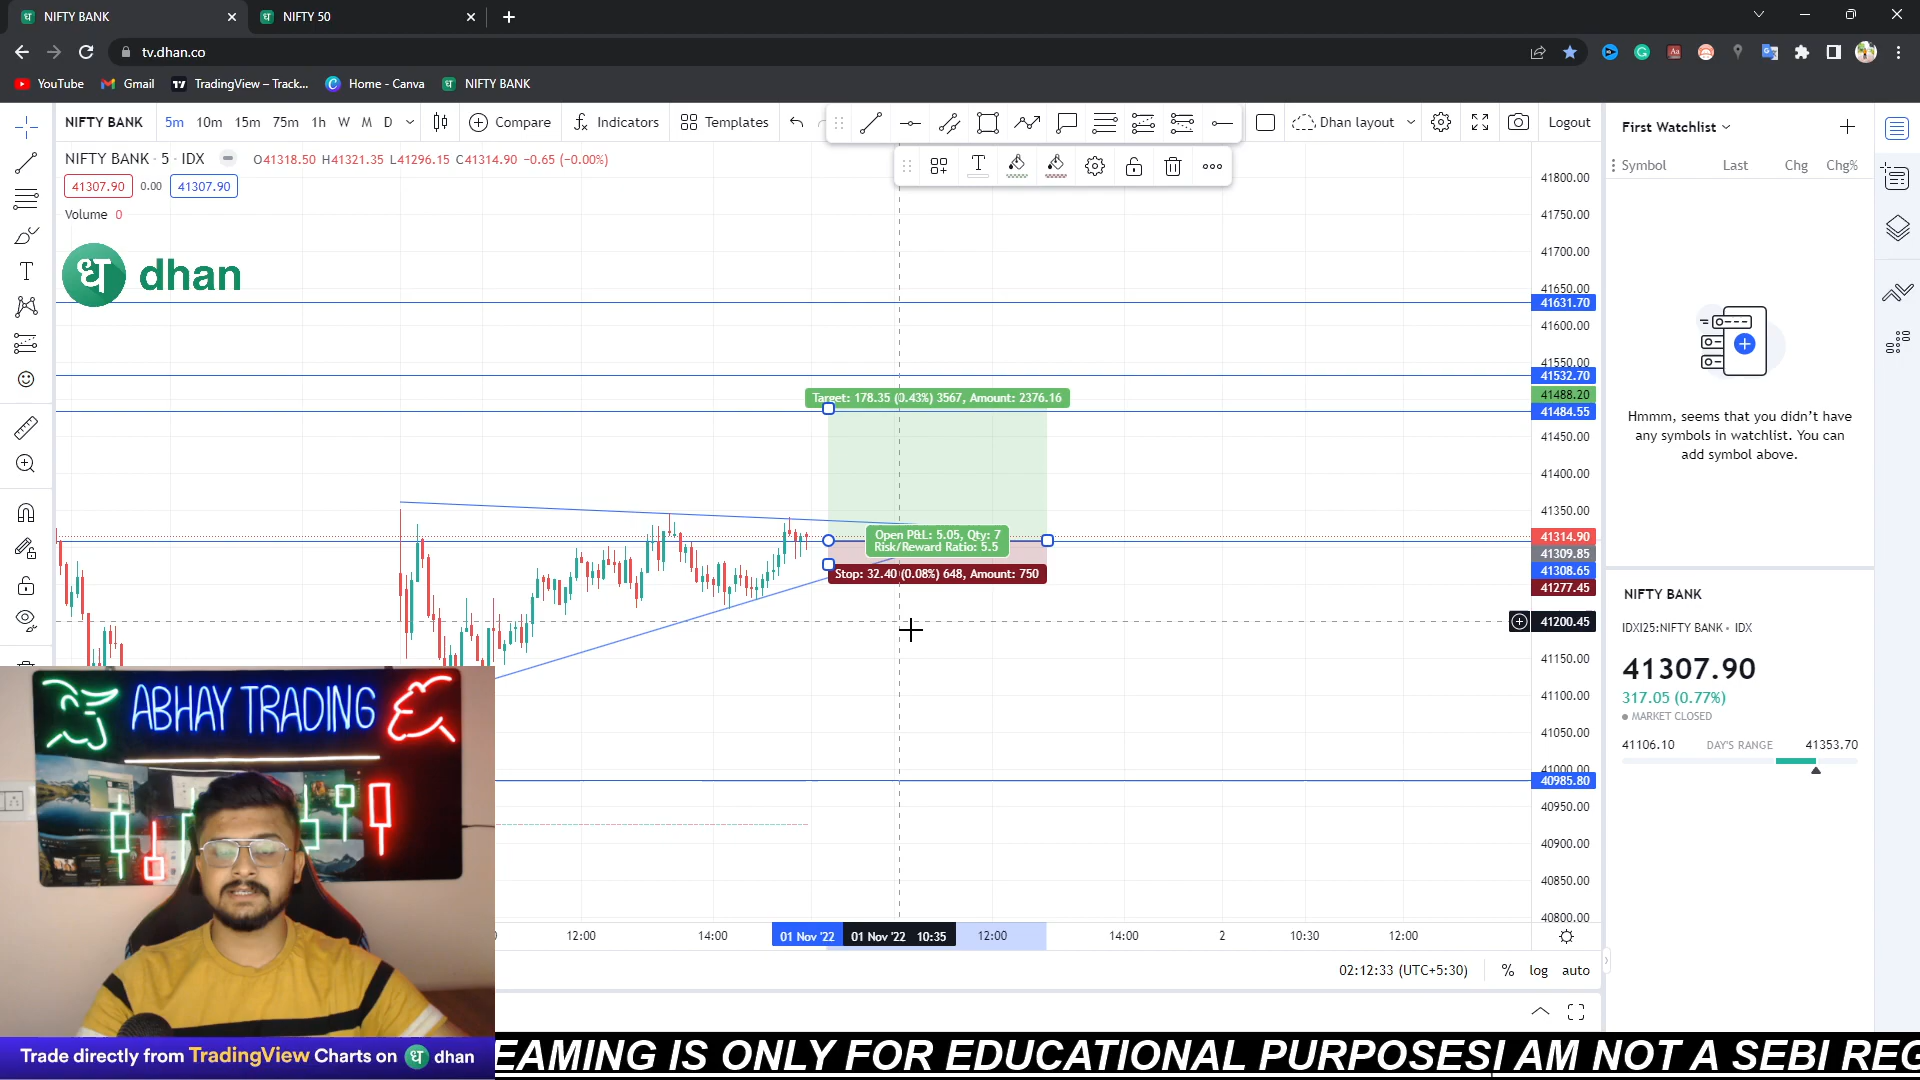 NIFTY BANK
NIFTY 50
tv.dhan.co
YouTube
Gmail
TradingView – Track...
Home - Canva
NIFTY BANK
NIFTY BANK 5m 10m 15m 75m 1h W M D Compare Indicators Templates
Dhan layout
Logout
NIFTY BANK · 5 · IDX O41318.50 H41321.35 L41296.15 C41314.90 −0.65 (−0.00%)
41307.90 0.00 41307.90
Volume 0
ध dhan
Target: 178.35 (0.43%) 3567, Amount: 2376.16
Open P&L: 5.05, Qty: 7
Risk/Reward Ratio: 5.5
Stop: 32.40 (0.08%) 648, Amount: 750
41800.00
41750.00
41700.00
41650.00
41631.70
41600.00
41550.00
41532.70
41488.20
41484.55
41450.00
41400.00
41350.00
41314.90
41309.85
41308.65
41277.45
41200.45
41150.00
41100.00
41050.00
41000.00
40985.80
40950.00
40900.00
40850.00
40800.00
12:00
14:00
01 Nov '22
01 Nov '22 10:35
12:00
14:00
2
10:30
12:00
02:12:33 (UTC+5:30)
% log auto
First Watchlist
Symbol Last Chg Chg%
Hmmm, seems that you didn't have
any symbols in watchlist. You can
add symbol above.
NIFTY BANK
IDXI25:NIFTY BANK • IDX
41307.90
317.05 (0.77%)
MARKET CLOSED
41106.10 DAY'S RANGE 41353.70
ABHAY TRADING
Trade directly from TradingView Charts on ध dhan
EAMING IS ONLY FOR EDUCATIONAL PURPOSESI AM NOT A SEBI REG